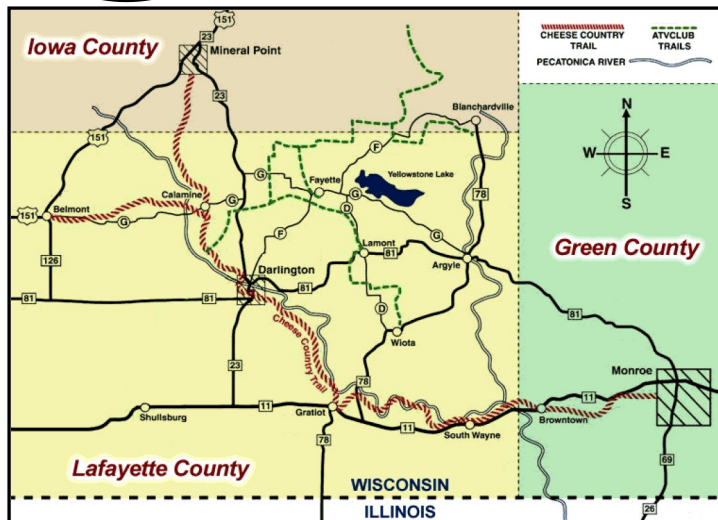 CHEESE COUNTRY
TRAIL
ATVCLUB
TRAILS
PECATONICA RIVER
Iowa County
151
23
Mineral Point
151
23
Blanchardville
N
W
E
S
F
Yellowstone Lake
78
Fayette
G
G
G
Calamine
151
Belmont
G
D
F
Lamont
81
Argyle
G
Green County
126
Darlington
81
81
81
81
D
Wiota
Cheese Country
Trail
23
78
Monroe
11
11
Shullsburg
Gratiot
78
11
South Wayne
Browntown
69
Lafayette County
WISCONSIN
ILLINOIS
26